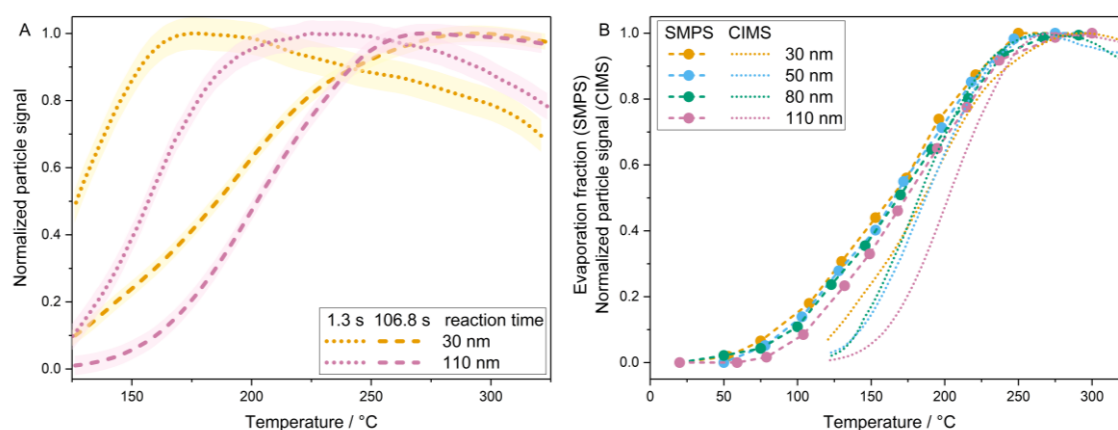 A
Normalized particle signal
1.0
0.8
0.6
0.4
0.2
0.0
150
200
250
300
Temperature / °C
1.3 s 106.8 s reaction time
30 nm
110 nm
B
Evaporation fraction (SMPS)
Normalized particle signal (CIMS)
1.0
0.8
0.6
0.4
0.2
0.0
0
50
100
150
200
250
300
Temperature / °C
SMPS CIMS
30 nm
50 nm
80 nm
110 nm